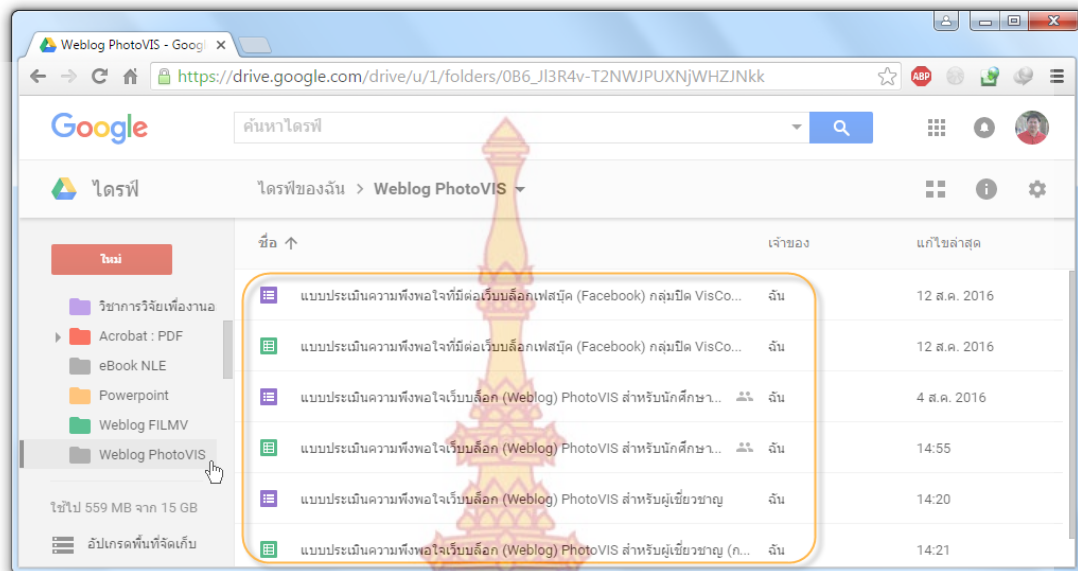 Weblog PhotoVIS - Googl
https://drive.google.com/drive/u/1/folders/0B6_Jl3R4v-T2NWJPUXNjWHZJNkk
ABP
Google
ค้นหาไดรฟ์
ไดรฟ์
ไดรฟ์ของฉัน > Weblog PhotoVIS
ใหม่
วิชาการวิจัยเพื่องานอ
Acrobat : PDF
eBook NLE
Powerpoint
Weblog FILMV
Weblog PhotoVIS
ใช้ไป 559 MB จาก 15 GB
อัปเกรดพื้นที่จัดเก็บ
ชื่อ เจ้าของ แก้ไขล่าสุด
แบบประเมินความพึงพอใจที่มีต่อเว็บบล็อกเฟสบุ๊ค (Facebook) กลุ่มปิด VisCo... ฉัน 12 ส.ค. 2016
แบบประเมินความพึงพอใจที่มีต่อเว็บบล็อกเฟสบุ๊ค (Facebook) กลุ่มปิด VisCo... ฉัน 12 ส.ค. 2016
แบบประเมินความพึงพอใจเว็บบล็อก (Weblog) PhotoVIS สำหรับนักศึกษา... ฉัน 4 ส.ค. 2016
แบบประเมินความพึงพอใจเว็บบล็อก (Weblog) PhotoVIS สำหรับนักศึกษา... ฉัน 14:55
แบบประเมินความพึงพอใจเว็บบล็อก (Weblog) PhotoVIS สำหรับผู้เชี่ยวชาญ ฉัน 14:20
แบบประเมินความพึงพอใจเว็บบล็อก (Weblog) PhotoVIS สำหรับผู้เชี่ยวชาญ (ก... ฉัน 14:21